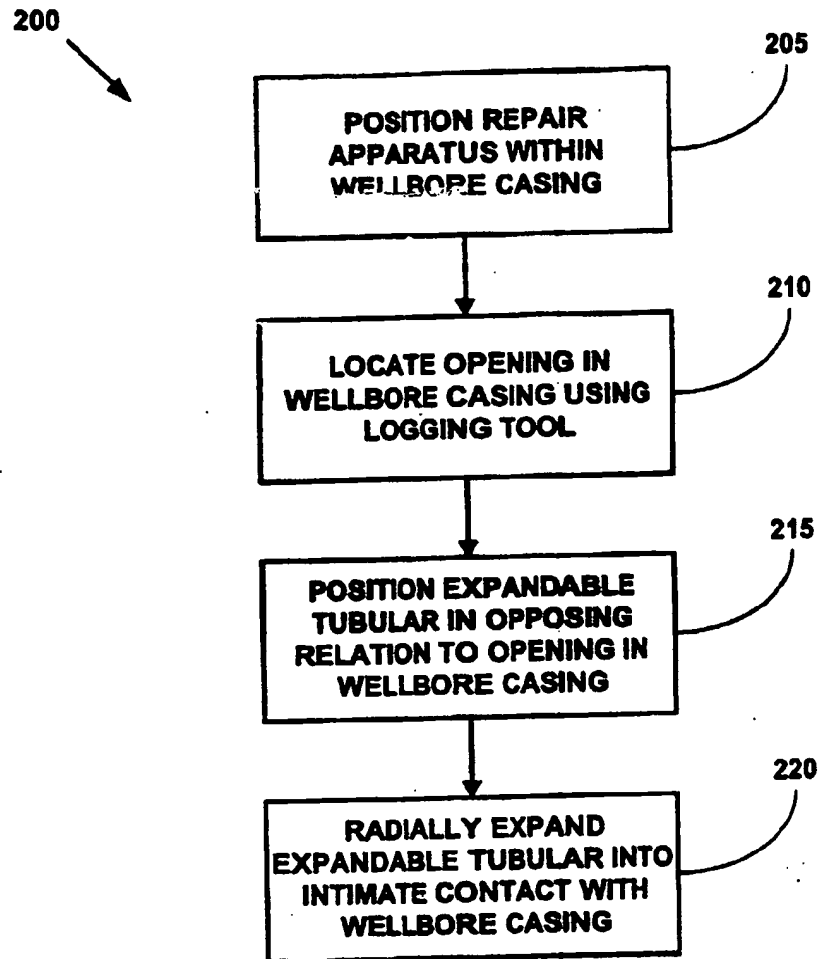 200
205
POSITION REPAIR
APPARATUS WITHIN
WELLBORE CASING
210
LOCATE OPENING IN
WELLBORE CASING USING
LOGGING TOOL
215
POSITION EXPANDABLE
TUBULAR IN OPPOSING
RELATION TO OPENING IN
WELLBORE CASING
220
RADIALLY EXPAND
EXPANDABLE TUBULAR INTO
INTIMATE CONTACT WITH
WELLBORE CASING